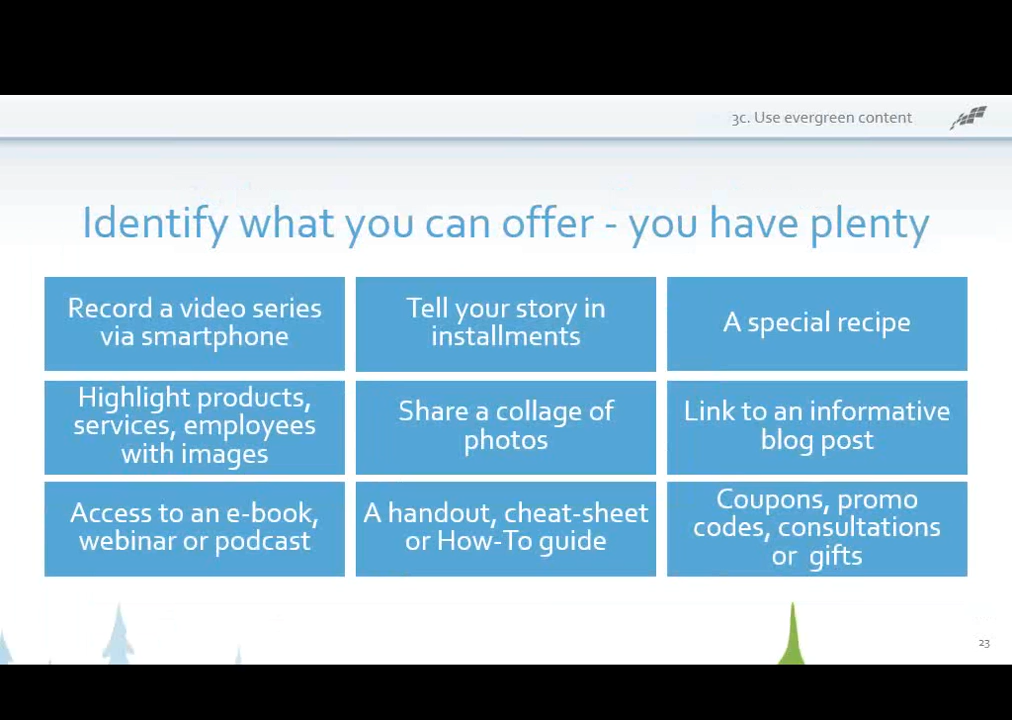 3c. Use evergreen content
Identify what you can offer - you have plenty
Record a video series
via smartphone
Tell your story in
installments
A special recipe
Highlight products,
services, employees
with images
Share a collage of
photos
Link to an informative
blog post
Access to an e-book,
webinar or podcast
A handout, cheat-sheet
or How-To guide
Coupons, promo
codes, consultations
or gifts
23